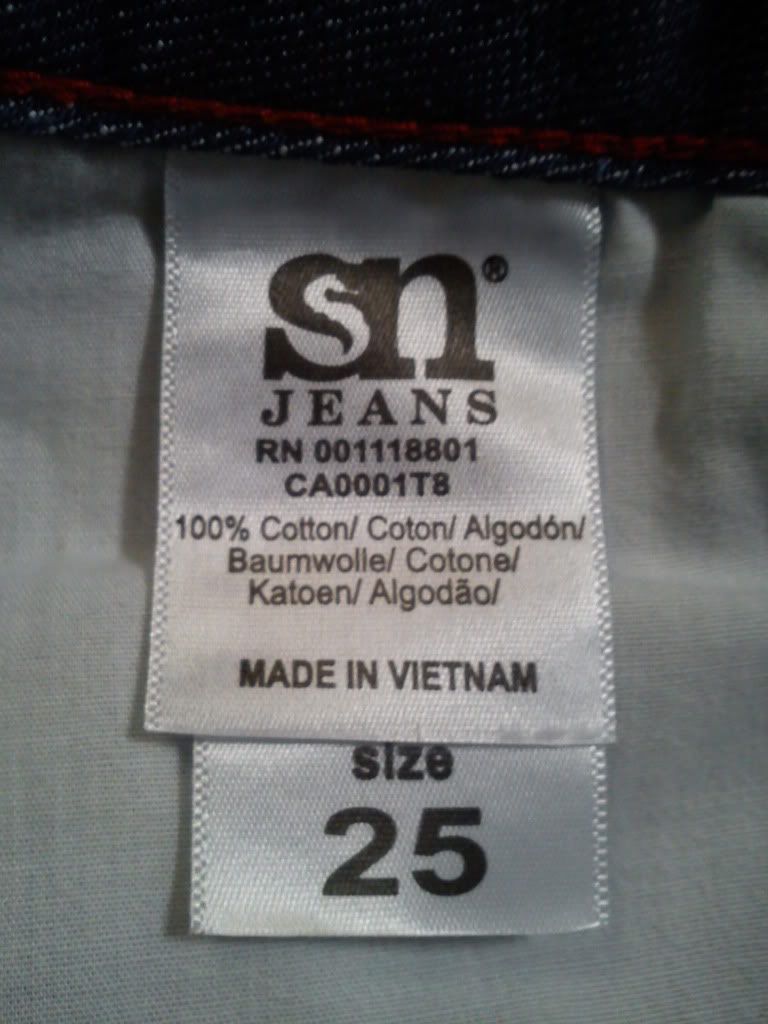 sn®
JEANS
RN 001118801
CA0001T8
100% Cotton/ Coton/ Algodón/
Baumwolle/ Cotone/
Katoen/ Algodão/
MADE IN VIETNAM
size
25